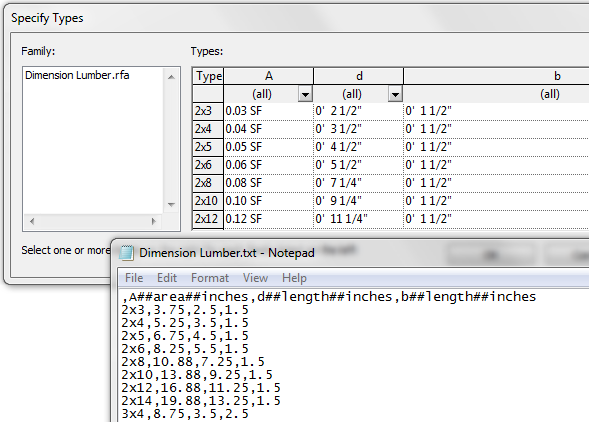 Specify Types
Family:
Types:
Dimension Lumber.rfa
Type A d b
(all) (all) (all)
2x3 0.03 SF 0' 2 1/2" 0' 1 1/2"
2x4 0.04 SF 0' 3 1/2" 0' 1 1/2"
2x5 0.05 SF 0' 4 1/2" 0' 1 1/2"
2x6 0.06 SF 0' 5 1/2" 0' 1 1/2"
2x8 0.08 SF 0' 7 1/4" 0' 1 1/2"
2x10 0.10 SF 0' 9 1/4" 0' 1 1/2"
2x12 0.12 SF 0' 11 1/4" 0' 1 1/2"
Select one or more
Dimension Lumber.txt - Notepad
File Edit Format View Help
,A##area##inches,d##length##inches,b##length##inches
2x3,3.75,2.5,1.5
2x4,5.25,3.5,1.5
2x5,6.75,4.5,1.5
2x6,8.25,5.5,1.5
2x8,10.88,7.25,1.5
2x10,13.88,9.25,1.5
2x12,16.88,11.25,1.5
2x14,19.88,13.25,1.5
3x4,8.75,3.5,2.5